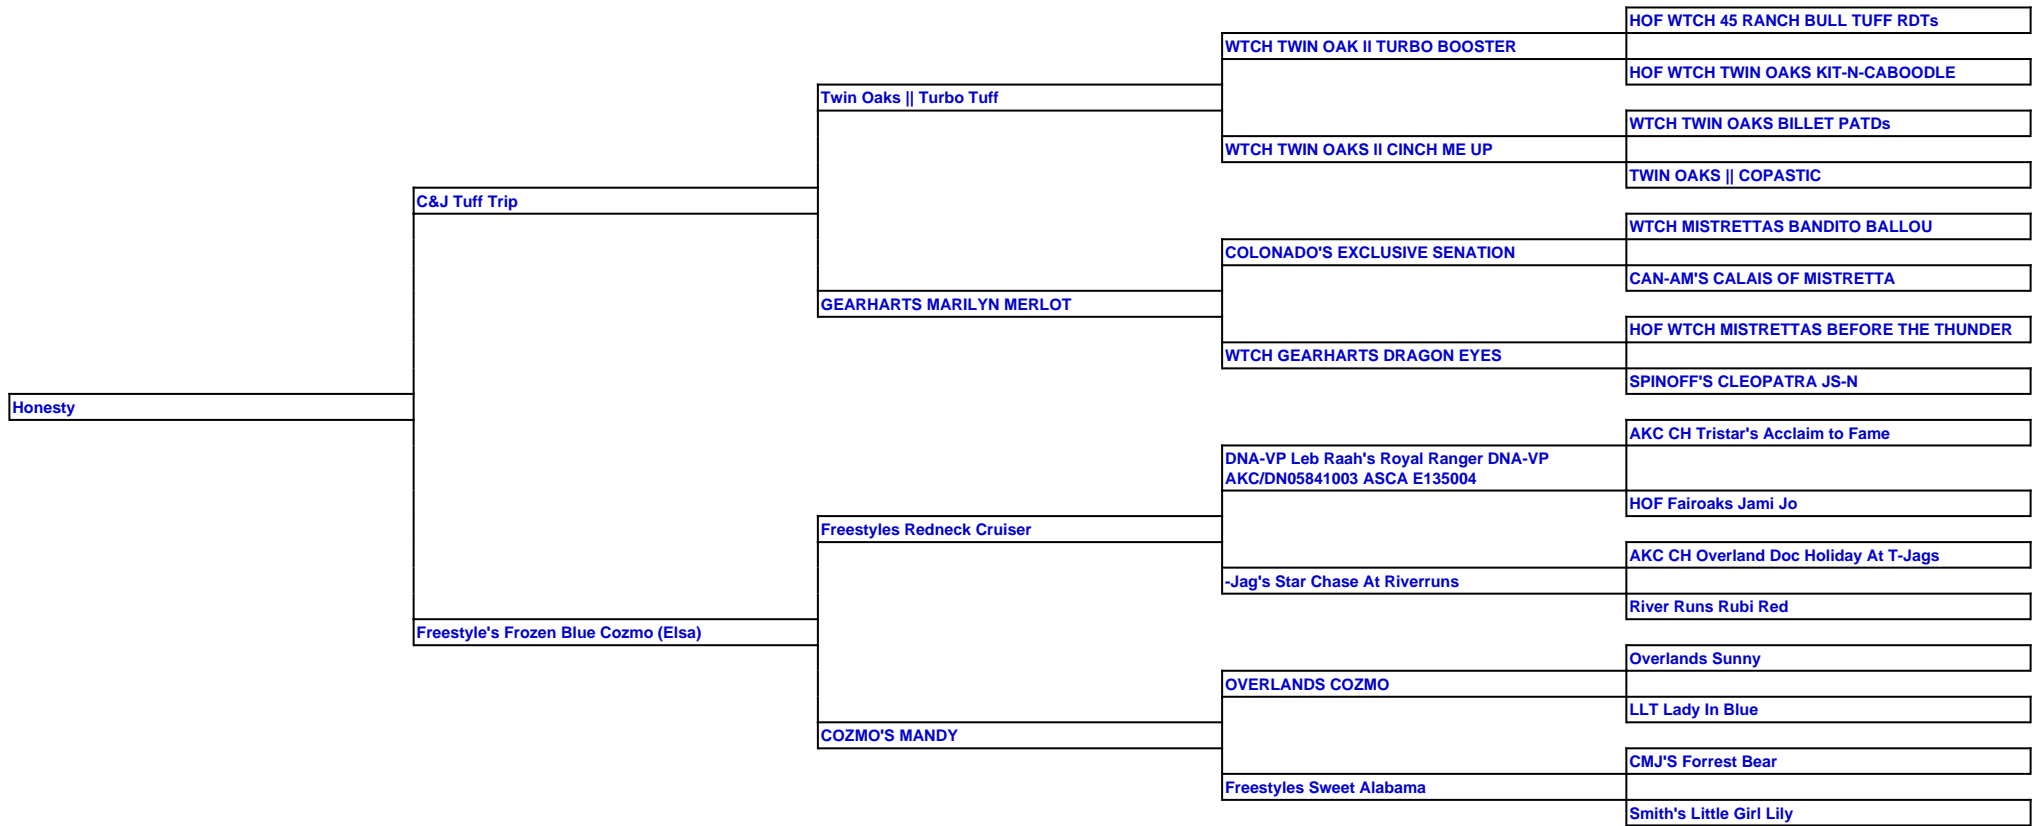 HOF WTCH 45 RANCH BULL TUFF RDTs
WTCH TWIN OAK II TURBO BOOSTER
HOF WTCH TWIN OAKS KIT-N-CABOODLE
Twin Oaks || Turbo Tuff
WTCH TWIN OAKS BILLET PATDs
WTCH TWIN OAKS II CINCH ME UP
TWIN OAKS || COPASTIC
C&J Tuff Trip
WTCH MISTRETTAS BANDITO BALLOU
COLONADO'S EXCLUSIVE SENATION
CAN-AM'S CALAIS OF MISTRETTA
GEARHARTS MARILYN MERLOT
HOF WTCH MISTRETTAS BEFORE THE THUNDER
WTCH GEARHARTS DRAGON EYES
SPINOFF'S CLEOPATRA JS-N
Honesty
AKC CH Tristar's Acclaim to Fame
DNA-VP Leb Raah's Royal Ranger DNA-VP
AKC/DN05841003 ASCA E135004
HOF Fairoaks Jami Jo
Freestyles Redneck Cruiser
AKC CH Overland Doc Holiday At T-Jags
-Jag's Star Chase At Riverruns
River Runs Rubi Red
Freestyle's Frozen Blue Cozmo (Elsa)
Overlands Sunny
OVERLANDS COZMO
LLT Lady In Blue
COZMO'S MANDY
CMJ'S Forrest Bear
Freestyles Sweet Alabama
Smith's Little Girl Lily